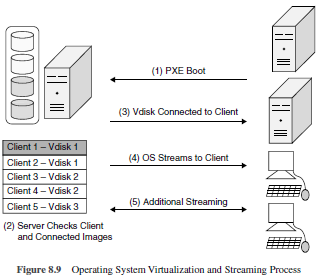 (1) PXE Boot
(3) Vdisk Connected to Client
Client 1 – Vdisk 1
Client 2 – Vdisk 1
Client 3 – Vdisk 2
Client 4 – Vdisk 2
Client 5 – Vdisk 3
(4) OS Streams to Client
(5) Additional Streaming
(2) Server Checks Client
and Connected Images
Figure 8.9 Operating System Virtualization and Streaming Process